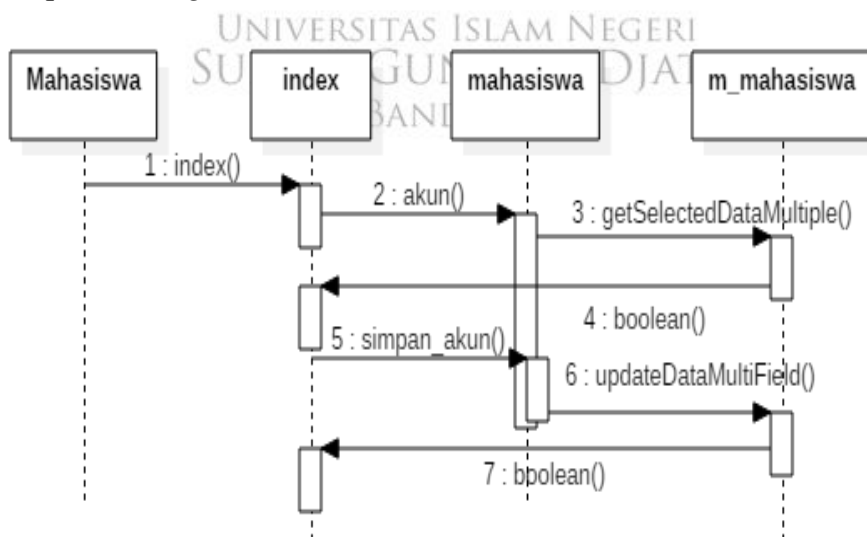 UNIVERSITAS ISLAM NEGERI
Mahasiswa
index
mahasiswa
m_mahasiswa
1 : index()
2 : akun()
3 : getSelectedDataMultiple()
4 : boolean()
5 : simpan_akun()
6 : updateDataMultiField()
7 : boolean()